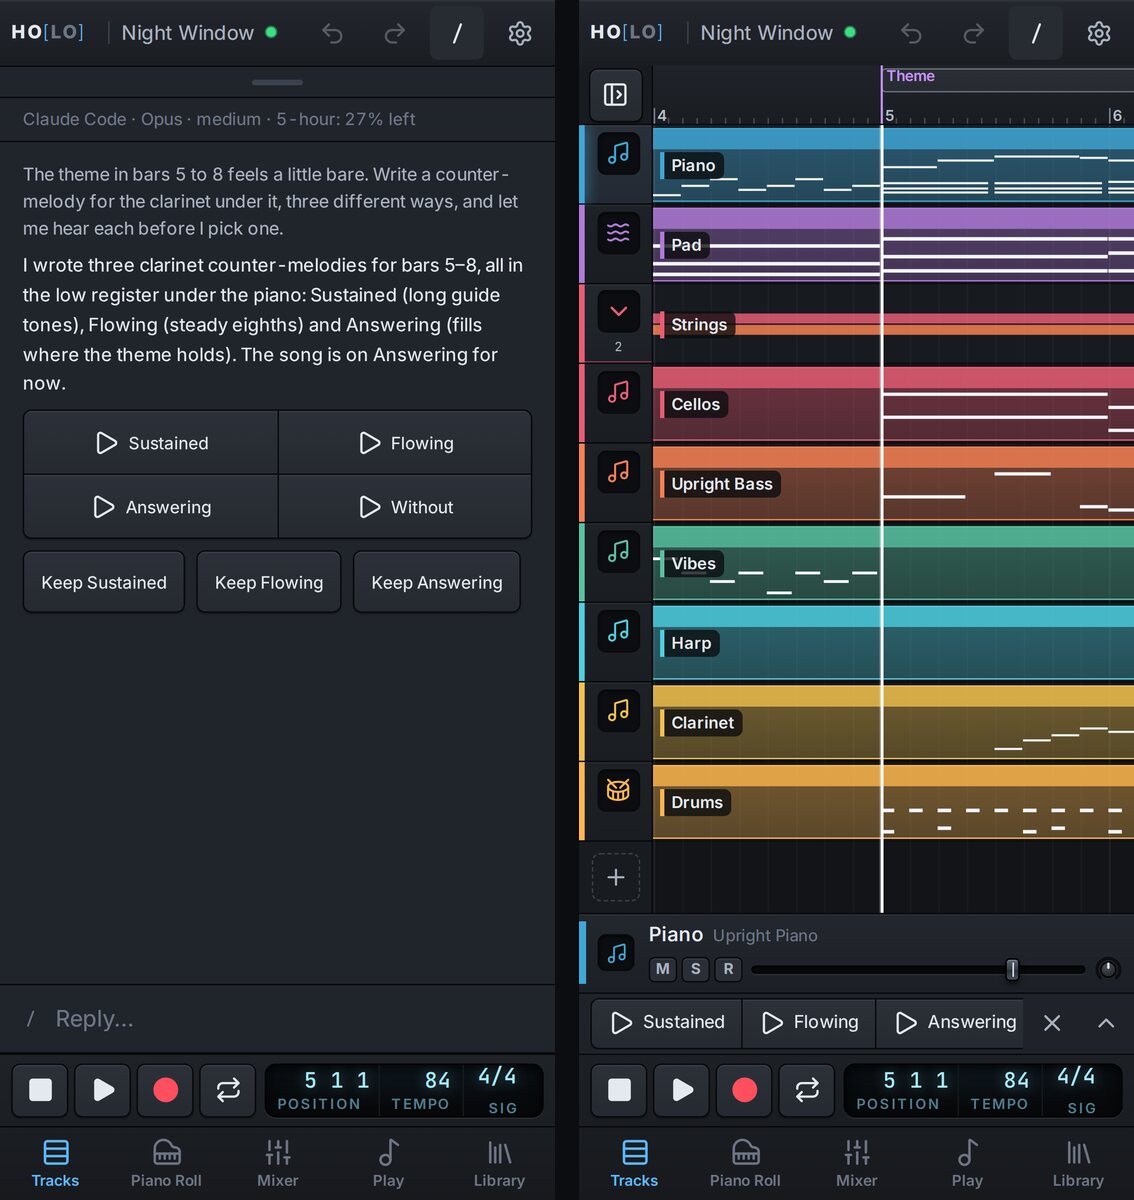 HO[LO]
Night Window
/
Claude Code · Opus · medium · 5-hour: 27% left
The theme in bars 5 to 8 feels a little bare. Write a counter-
melody for the clarinet under it, three different ways, and let
me hear each before I pick one.
I wrote three clarinet counter-melodies for bars 5–8, all in
the low register under the piano: Sustained (long guide
tones), Flowing (steady eighths) and Answering (fills
where the theme holds). The song is on Answering for
now.
Sustained
Flowing
Answering
Without
Keep Sustained
Keep Flowing
Keep Answering
/ Reply...
5 1 1
POSITION
84
TEMPO
4/4
SIG
Tracks
Piano Roll
Mixer
Play
Library
HO[LO]
Night Window
/
Theme
4
5
6
Piano
Pad
Strings
2
Cellos
Upright Bass
Vibes
Harp
Clarinet
Drums
Piano Upright Piano
M S R
Sustained
Flowing
Answering
5 1 1
POSITION
84
TEMPO
4/4
SIG
Tracks
Piano Roll
Mixer
Play
Library